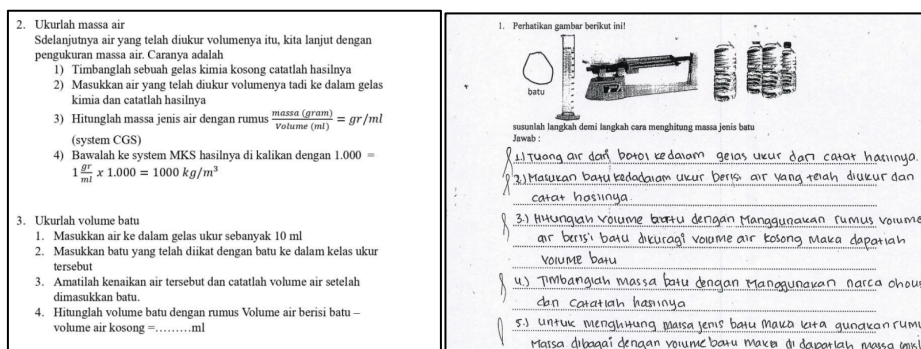 2. Ukurlah massa air
Sdelanjutnya air yang telah diukur volumenya itu, kita lanjut dengan
pengukuran massa air. Caranya adalah
1) Timbanglah sebuah gelas kimia kosong catatlah hasilnya
2) Masukkan air yang telah diukur volumenya tadi ke dalam gelas
kimia dan catatlah hasilnya
3) Hitunglah massa jenis air dengan rumus massa (gram) / Volume (ml) = gr/ml
(system CGS)
4) Bawalah ke system MKS hasilnya di kalikan dengan 1.000 =
1 gr/ml x 1.000 = 1000 kg/m³
3. Ukurlah volume batu
1. Masukkan air ke dalam gelas ukur sebanyak 10 ml
2. Masukkan batu yang telah diikat dengan batu ke dalam kelas ukur
tersebut
3. Amatilah kenaikan air tersebut dan catatlah volume air setelah
dimasukkan batu.
4. Hitunglah volume batu dengan rumus Volume air berisi batu –
volume air kosong =………ml
1. Perhatikan gambar berikut ini!
batu
susunlah langkah demi langkah cara menghitung massa jenis batu
Jawab :
1.) Tuang air dari botol kedalam gelas ukur dan catat hasilnya.
2.) Masukan batu kedadalam ukur berisi air yang telah diukur dan
catat hasilnya.
3.) Hitunglah volume batu dengan Manggunakan rumus volume
air berisi batu dikuragi volume air kosong Maka dapatlah
volume batu
4.) Timbanglah massa batu dengan Manggunakan narca ohous
dan catatlah hasilnya
5.) untuk menghitung massa jenis batu Maka kita gunakan rumu
Massa dibagai dengan volume batu maka di dapatlah massa